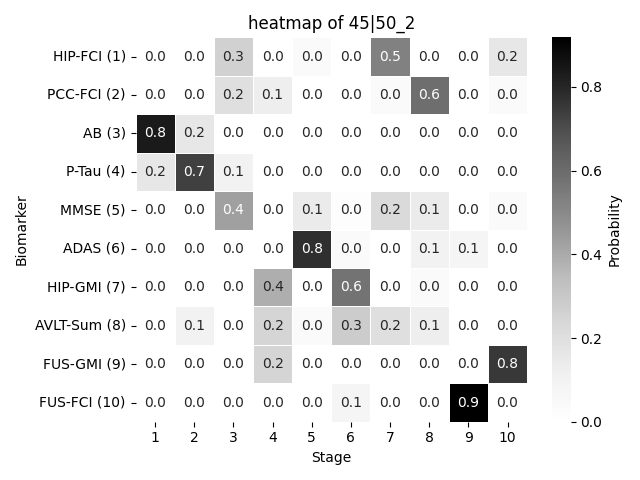 heatmap of 45|50_2
HIP-FCI (1) 0.0 0.0 0.3 0.0 0.0 0.5 0.0 0.0 0.2
PCC-FCI (2) 0.0 0.0 0.2 0.1 0.0 0.0 0.0 0.6 0.0 0.0
AB (3) 0.8 0.2 0.0 0.0 0.0 0.0 0.0 0.0 0.0 0.0
P-Tau (4) 0.2 0.7 0.1 0.0 0.0 0.0 0.0 0.0 0.0 0.0
MMSE (5) 0.0 0.0 0.4 0.0 0.1 0.0 0.2 0.1 0.0 0.0
ADAS (6) 0.0 0.0 0.0 0.0 0.8 0.0 0.0 0.1 0.1 0.0
HIP-GMI (7) 0.0 0.0 0.0 0.4 0.0 0.6 0.0 0.0 0.0 0.0
AVLT-Sum (8) 0.0 0.1 0.0 0.2 0.0 0.3 0.2 0.1 0.0 0.0
FUS-GMI (9) 0.0 0.0 0.0 0.2 0.0 0.0 0.0 0.0 0.0 0.8
FUS-FCI (10) 0.0 0.0 0.0 0.0 0.0 0.1 0.0 0.0 0.9 0.0
1 2 3 4 5 6 7 8 9 10
Stage
Biomarker
0.8
0.6
0.4
0.2
0.0
Probability